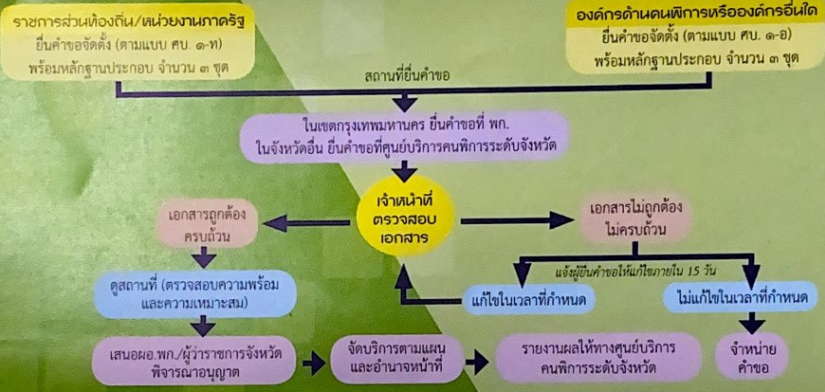 ราชการส่วนท้องถิ่น/หน่วยงานภาครัฐ
ยื่นคำขอจัดตั้ง (ตามแบบ ศบ. ๑-ท)
พร้อมหลักฐานประกอบ จำนวน ๓ ชุด
องค์กรด้านคนพิการหรือองค์กรอื่นใด
ยื่นคำขอจัดตั้ง (ตามแบบ ศบ. ๑-อ)
พร้อมหลักฐานประกอบ จำนวน ๓ ชุด
สถานที่ยื่นคำขอ
ในเขตกรุงเทพมหานคร ยื่นคำขอที่ พก.
ในจังหวัดอื่น ยื่นคำขอที่ศูนย์บริการคนพิการระดับจังหวัด
เจ้าหน้าที่
ตรวจสอบ
เอกสาร
เอกสารถูกต้อง
ครบถ้วน
เอกสารไม่ถูกต้อง
ไม่ครบถ้วน
แจ้งผู้ยื่นคำขอให้แก้ไขภายใน 15 วัน
ดูสถานที่ (ตรวจสอบความพร้อม
และความเหมาะสม)
แก้ไขในเวลาที่กำหนด
ไม่แก้ไขในเวลาที่กำหนด
เสนอผอ.พก./ผู้ว่าราชการจังหวัด
พิจารณาอนุญาต
จัดบริการตามแผน
และอำนาจหน้าที่
รายงานผลให้ทางศูนย์บริการ
คนพิการระดับจังหวัด
จำหน่าย
คำขอ